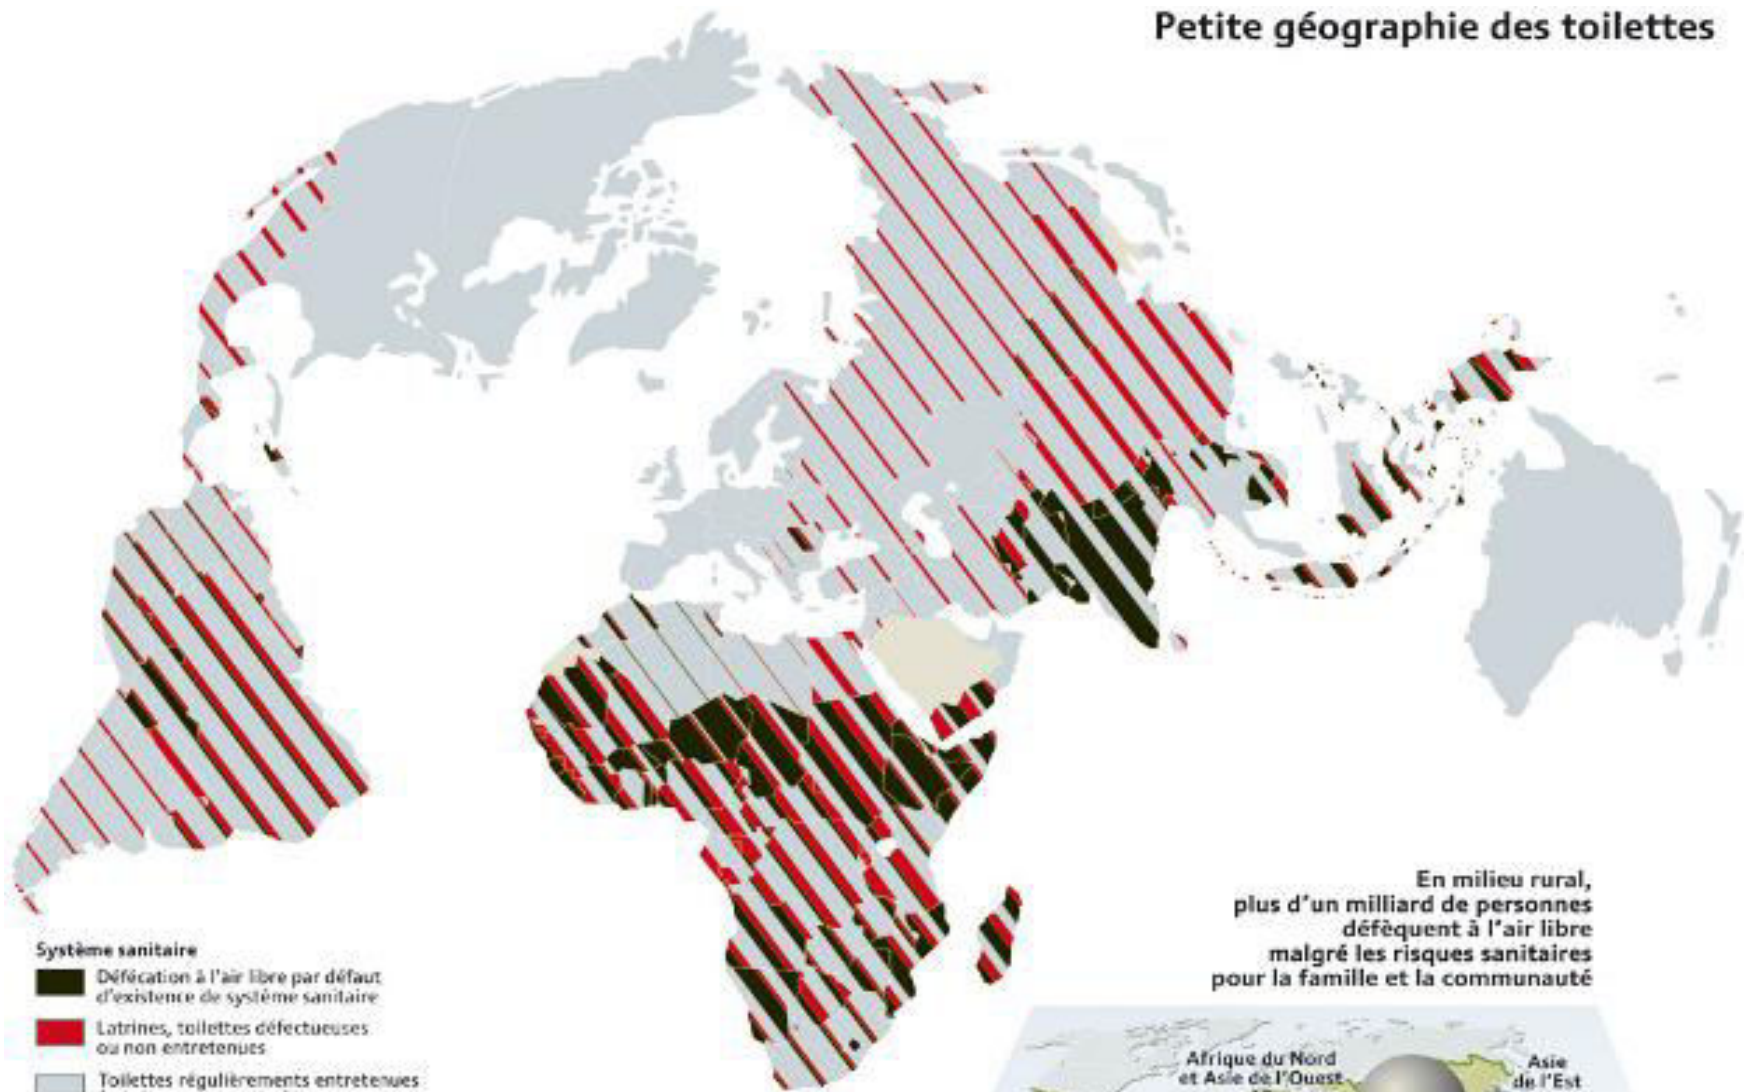 Petite géographie des toilettes
En milieu rural,
plus d'un milliard de personnes
défèquent à l'air libre
malgré les risques sanitaires
pour la famille et la communauté
Système sanitaire
Défécation à l'air libre par défaut
d'existence de système sanitaire
Latrines, toilettes défectueuses
ou non entretenues
Toilettes régulièrements entretenues
Afrique du Nord
et Asie de l'Ouest
Asie
de l'Est